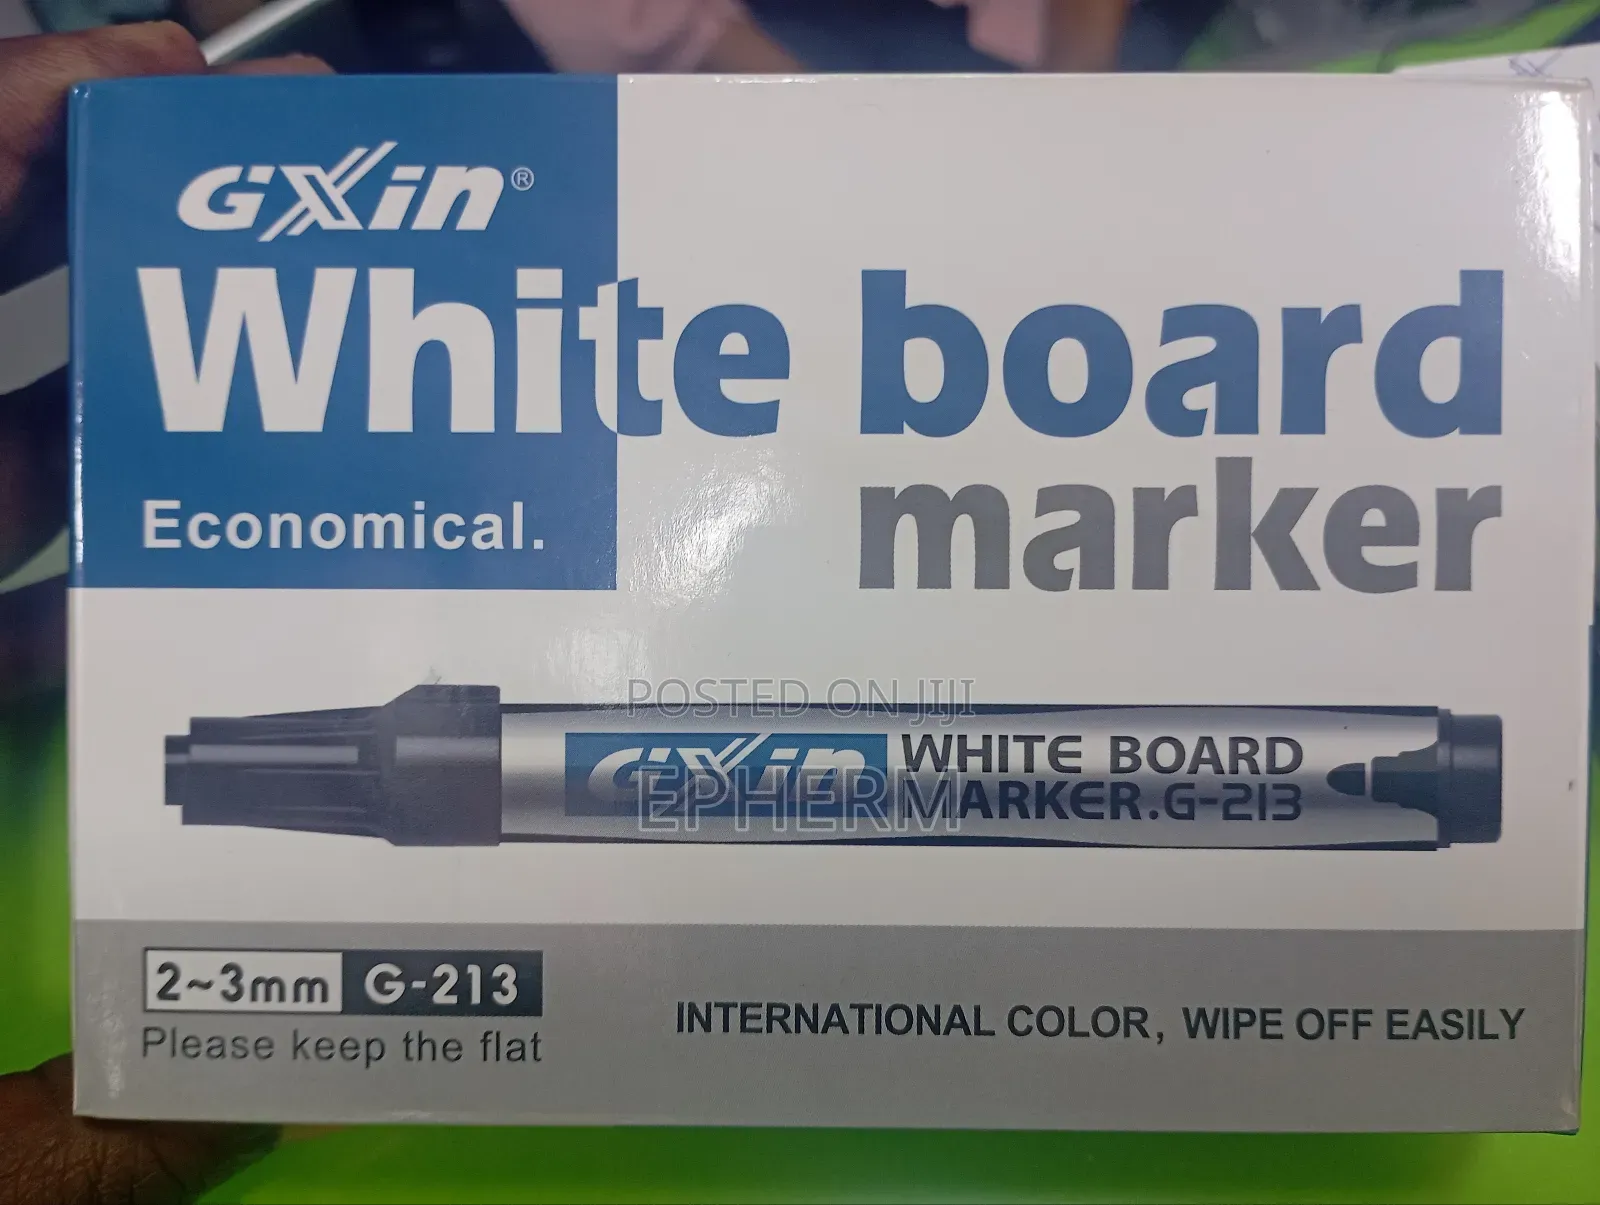 GXin®
White board
marker
Economical.
POSTED ON JIJI
GXin WHITE BOARD
MARKER.G-213
EPHERM
2~3mm G-213
Please keep the flat
INTERNATIONAL COLOR, WIPE OFF EASILY